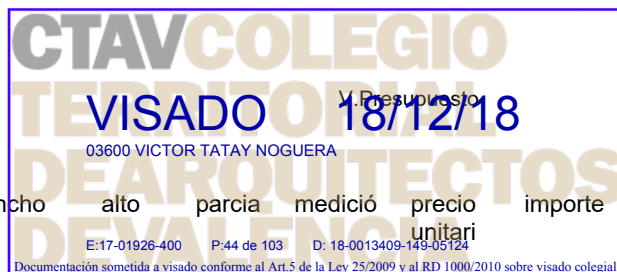 CTAVCOLEGIO
TERRITORIAL
V.Presupuesto
VISADO 18/12/18
03600 VICTOR TATAY NOGUERA
DEARQUITECTOS
ncho alto parcia medició precio importe
unitari
DEVALENCIA
E:17-01926-400 P:44 de 103 D: 18-0013409-149-05124
Documentación sometida a visado conforme al Art.5 de la Ley 25/2009 y al RD 1000/2010 sobre visado colegial